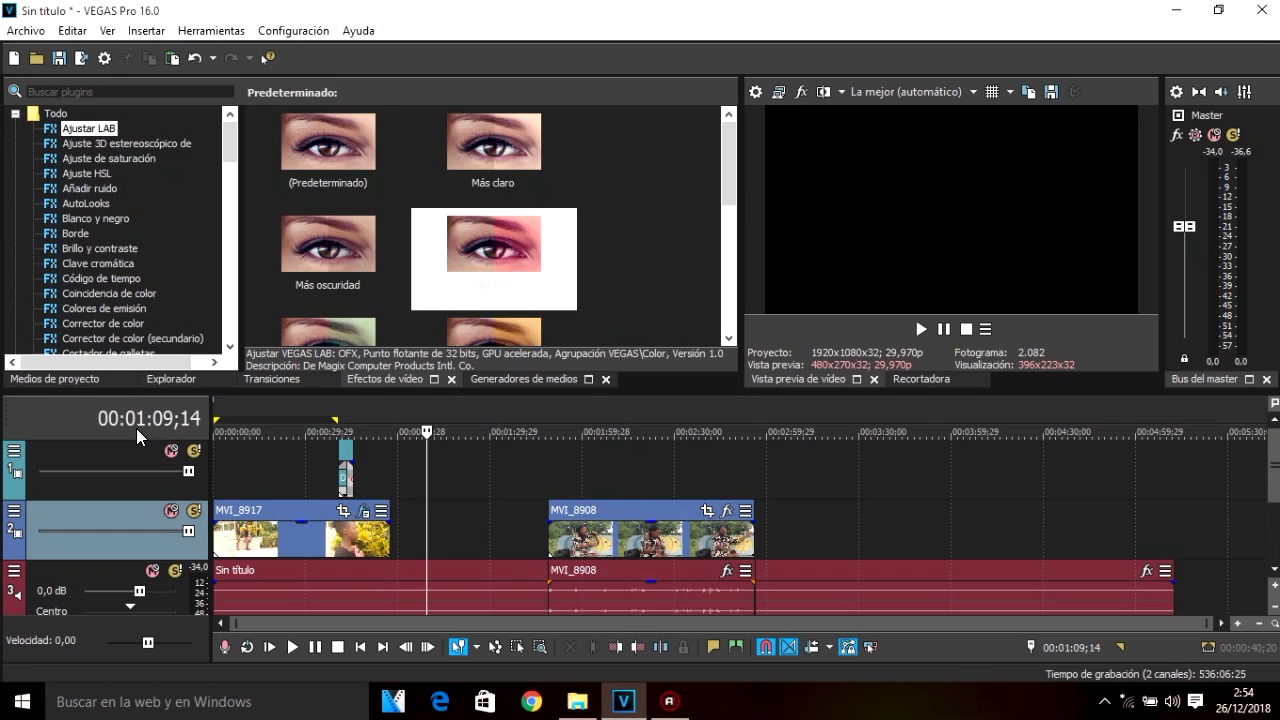 Sin título * - VEGAS Pro 16.0
Archivo Editar Ver Insertar Herramientas Configuración Ayuda
Buscar plugins
Predeterminado:
La mejor (automático)
Todo
Ajustar LAB
Ajuste 3D estereoscópico de
Ajuste de saturación
Ajuste HSL
Añadir ruido
AutoLooks
Blanco y negro
Borde
Brillo y contraste
Clave cromática
Código de tiempo
Coincidencia de color
Colores de emisión
Corrector de color
Corrector de color (secundario)
Cortador de galletas
(Predeterminado)
Más claro
Más oscuridad
Ajustar VEGAS LAB: OFX, Punto flotante de 32 bits, GPU acelerada, Agrupación VEGAS\Color, Versión 1.0
Descripción: De Magix Computer Products Intl. Co.
Proyecto: 1920x1080x32; 29,970p
Fotograma: 2.082
Vista previa: 480x270x32; 29,970p
Visualización: 396x223x32
Master
-34,0 -36,6
-3-
-6-
-9-
-12-
-15-
-18-
-21-
-24-
-27-
-30-
-33-
-36-
-39-
-42-
-45-
-48-
-51-
-54-
-57-
0,0 0,0
Medios de proyecto Explorador Transiciones Efectos de vídeo Generadores de medios
Vista previa de vídeo Recortadora
Bus del master
00:01:09;14
00:00:00;00 00:00:29;29 00:00: :28 00:01:29;29 00:01:59;28 00:02:30;00 00:02:59;29 00:03:30;00 00:03:59;29 00:04:30;00 00:04:59;29 00:05:30;
1
2
MVI_8917
MVI_8908
3
-34,0
12-
24-
36-
48-
0,0 dB
Centro
Sin título
MVI_8908
Velocidad: 0,00
00:01:09;14
00:00:40;20
Tiempo de grabación (2 canales): 536:06:25
Buscar en la web y en Windows
2:54
26/12/2018